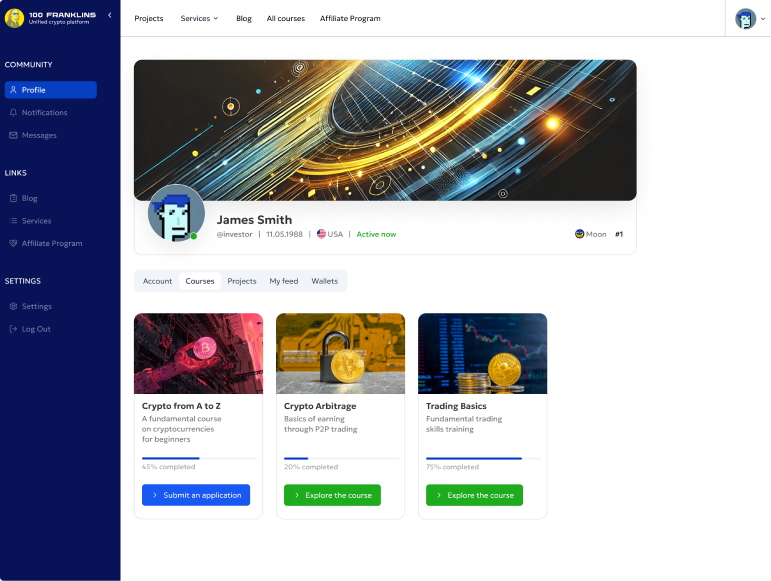 100 FRANKLINS
Unified crypto platform
Projects
Services
Blog
All courses
Affiliate Program
COMMUNITY
Profile
Notifications
Messages
LINKS
Blog
Services
Affiliate Program
SETTINGS
Settings
Log Out
James Smith
@investor | 11.05.1988 | USA | Active now
Moon #1
Account
Courses
Projects
My feed
Wallets
Crypto from A to Z
A fundamental course
on cryptocurrencies
for beginners
45% completed
Submit an application
Crypto Arbitrage
Basics of earning
through P2P trading
20% completed
Explore the course
Trading Basics
Fundamental trading
skills training
75% completed
Explore the course